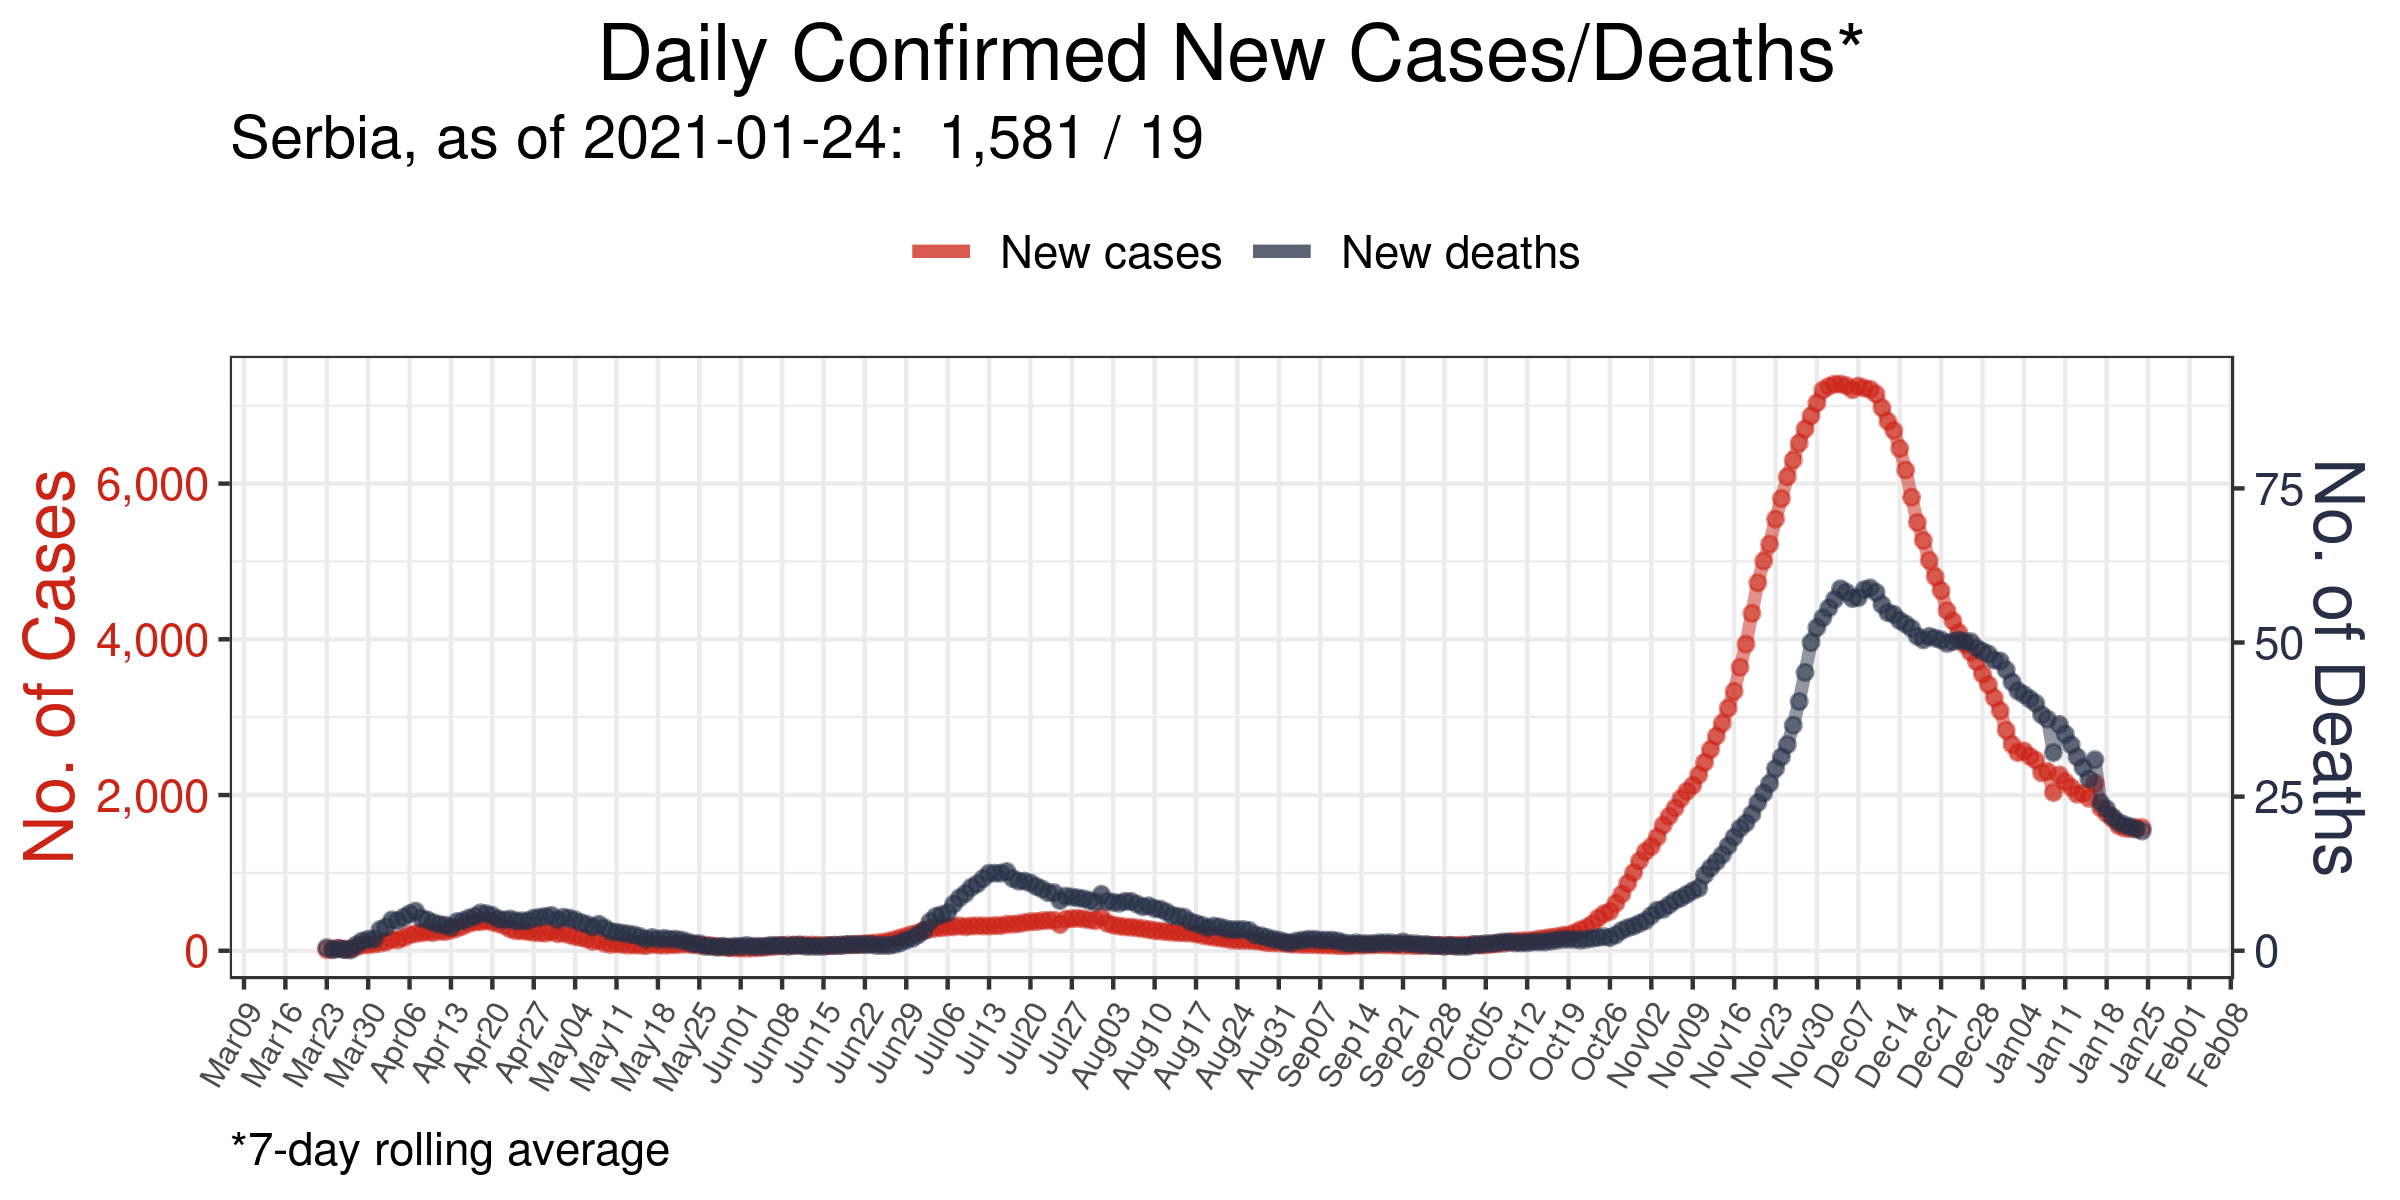 Daily Confirmed New Cases/Deaths*
Serbia, as of 2021-01-24:  1,581 / 19
New cases
New deaths
No. of Cases
6,000
4,000
2,000
0
75
50
25
0
No. of Deaths
Mar09
Mar16
Mar23
Mar30
Apr06
Apr13
Apr20
Apr27
May04
May11
May18
May25
Jun01
Jun08
Jun15
Jun22
Jun29
Jul06
Jul13
Jul20
Jul27
Aug03
Aug10
Aug17
Aug24
Aug31
Sep07
Sep14
Sep21
Sep28
Oct05
Oct12
Oct19
Oct26
Nov02
Nov09
Nov16
Nov23
Nov30
Dec07
Dec14
Dec21
Dec28
Jan04
Jan11
Jan18
Jan25
Feb01
Feb08
*7-day rolling average